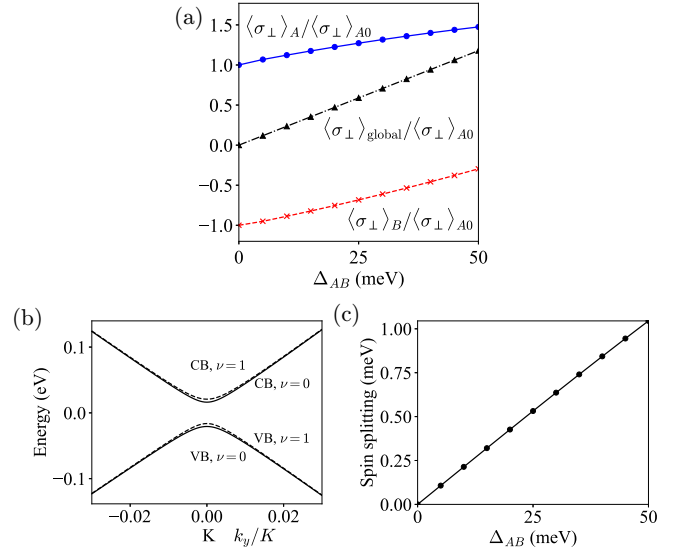 (a)
⟨σ⊥⟩A/⟨σ⊥⟩A0
1.5
1.0
0.5
0.0
−0.5
−1.0
⟨σ⊥⟩global/⟨σ⊥⟩A0
⟨σ⊥⟩B/⟨σ⊥⟩A0
0 25 50
ΔAB (meV)
(b)
Energy (eV)
0.1
0.0
−0.1
CB, ν=1
CB, ν=0
VB, ν=1
VB, ν=0
−0.02 0.00 0.02
K ky/K
(c)
Spin splitting (meV)
1.00
0.75
0.50
0.25
0.00
0 25 50
ΔAB (meV)